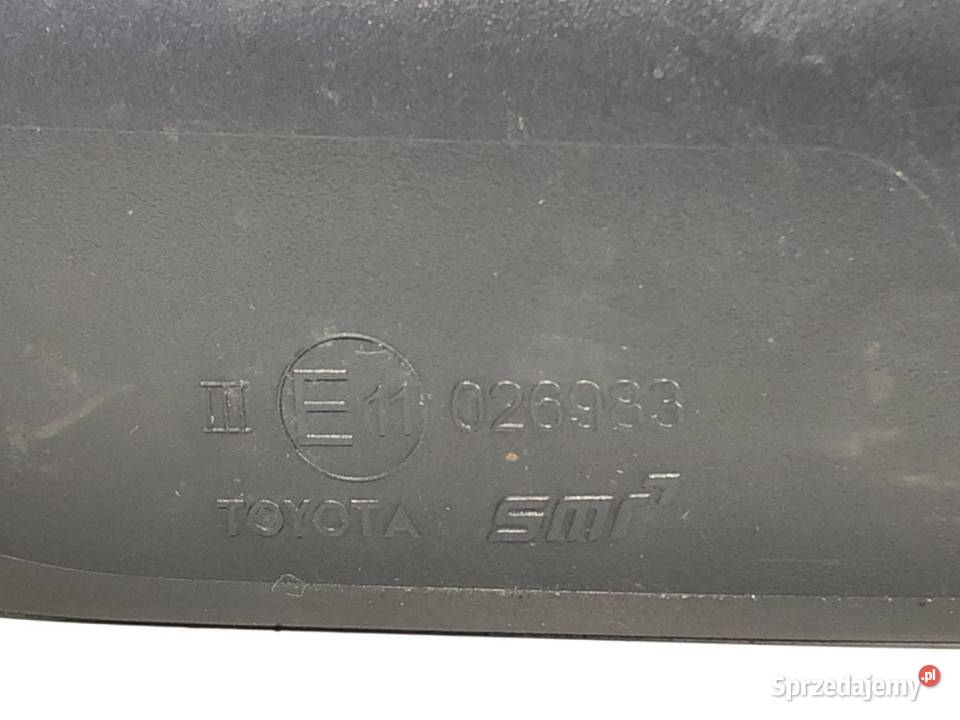 III E 11 026983
TOYOTA smr
Sprzedajemy.pl